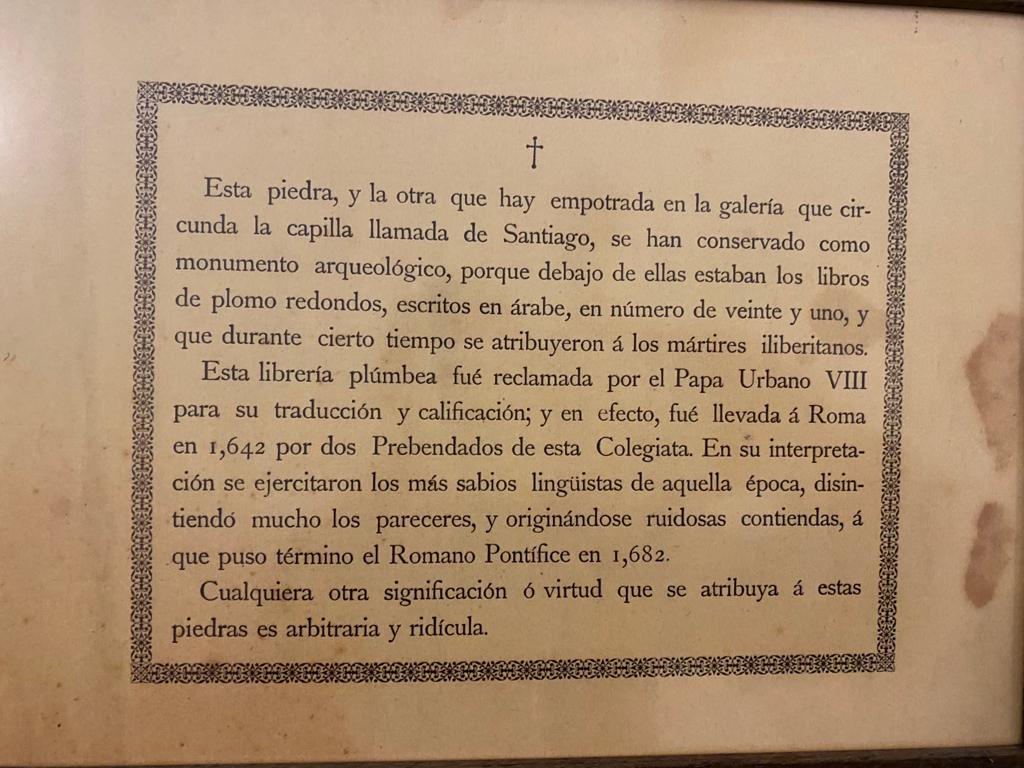 †
Esta piedra, y la otra que hay empotrada en la galería que cir-
cunda la capilla llamada de Santiago, se han conservado como
monumento arqueológico, porque debajo de ellas estaban los libros
de plomo redondos, escritos en árabe, en número de veinte y uno, y
que durante cierto tiempo se atribuyeron á los mártires iliberitanos.
Esta librería plúmbea fué reclamada por el Papa Urbano VIII
para su traducción y calificación; y en efecto, fué llevada á Roma
en 1,642 por dos Prebendados de esta Colegiata. En su interpreta-
ción se ejercitaron los más sabios lingüistas de aquella época, disin-
tiendo mucho los pareceres, y originándose ruidosas contiendas, á
que puso término el Romano Pontífice en 1,682.
Cualquiera otra significación ó virtud que se atribuya á estas
piedras es arbitraria y ridícula.